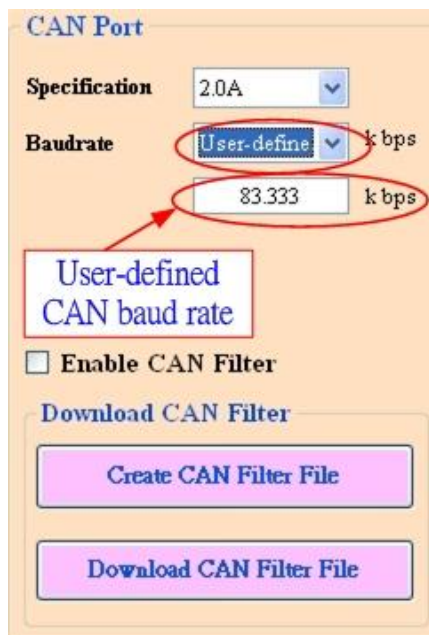 CAN Port
Specification 2.0A
Baudrate User-define k bps
83.333 k bps
User-defined
CAN baud rate
Enable CAN Filter
Download CAN Filter
Create CAN Filter File
Download CAN Filter File